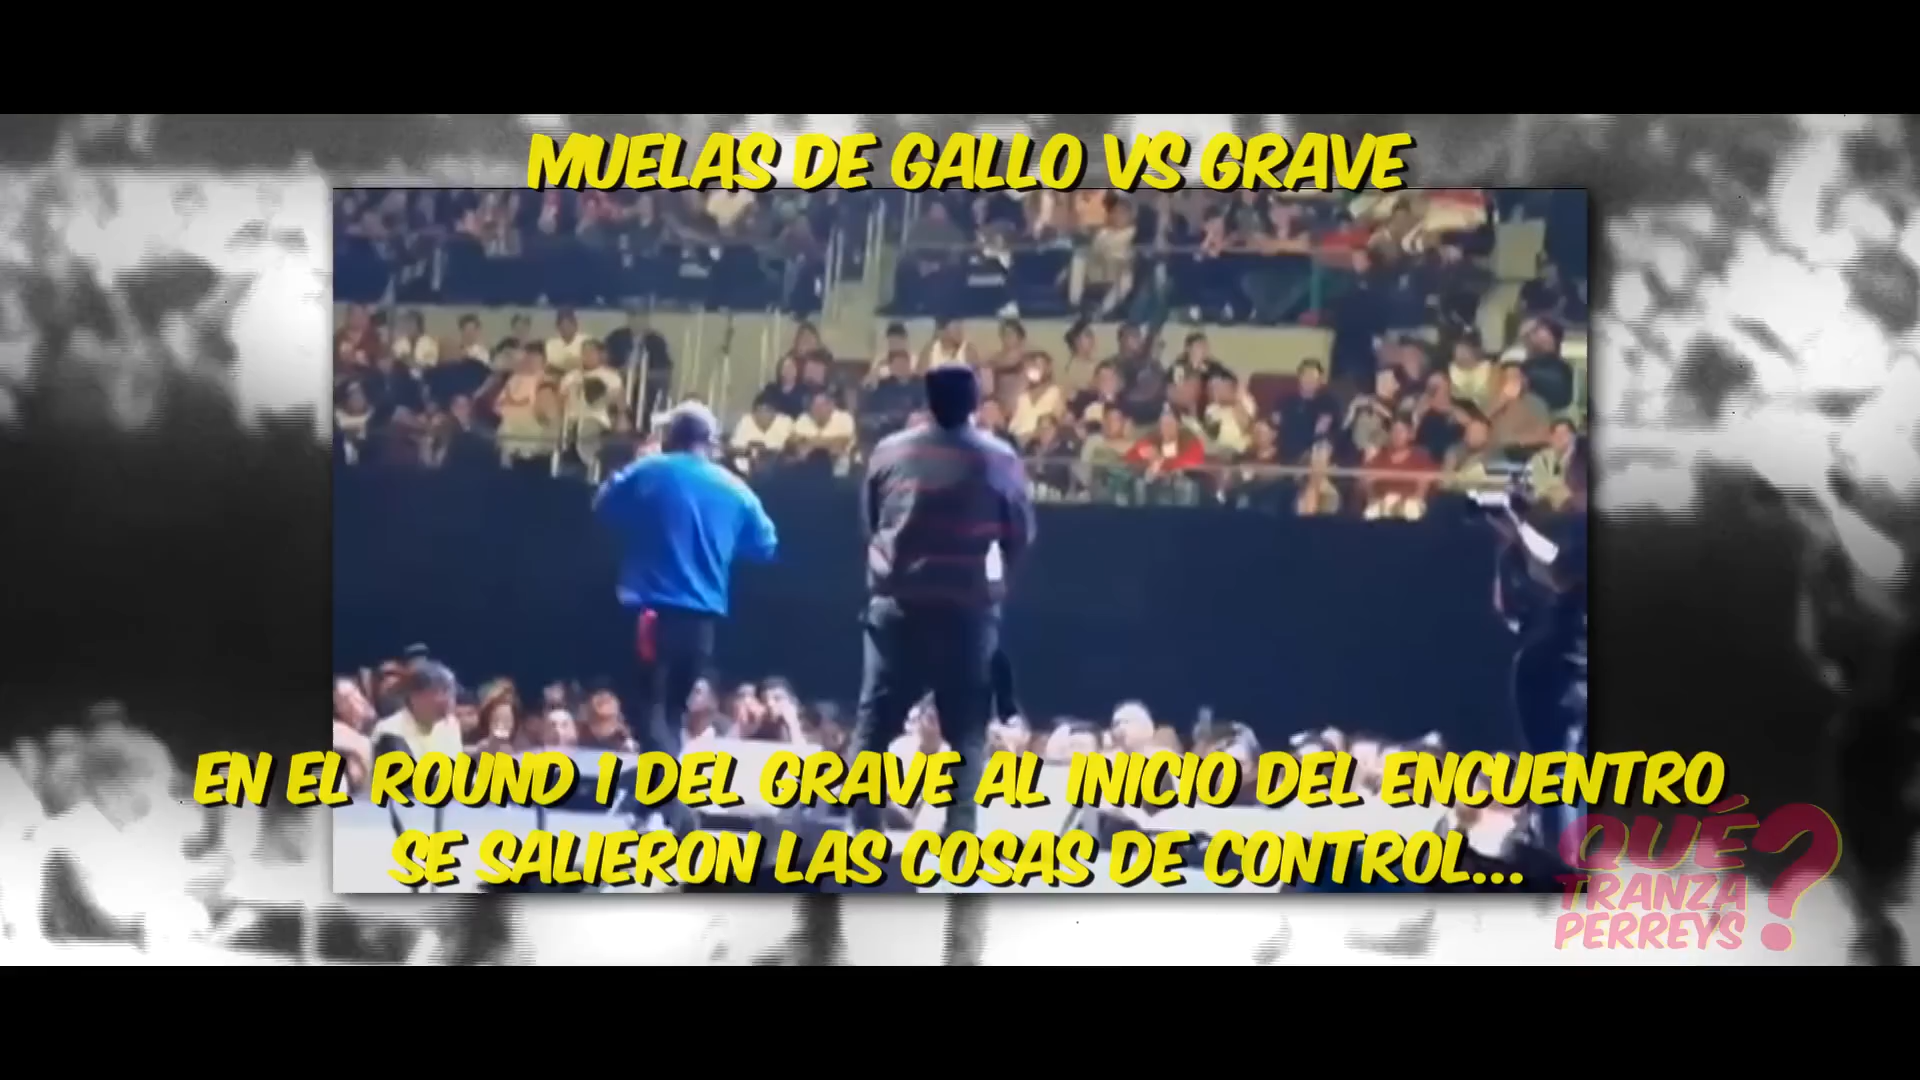 MUELAS DE GALLO VS GRAVE
EN EL ROUND 1 DEL GRAVE AL INICIO DEL ENCUENTRO
SE SALIERON LAS COSAS DE CONTROL...
QUÉ
TRANZA
PERREYS?